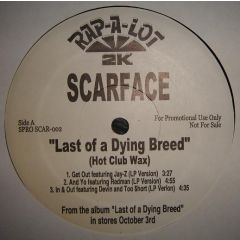 RAP-A-LOT
2K
SCARFACE
Side A
SPRO SCAR-002
For Promotional Use Only
Not For Sale
"Last of a Dying Breed"
(Hot Club Wax)
1. Get Out featuring Jay-Z (LP Version) 3:27
2. And Yo featuring Redman (LP Version) 4:55
3. In & Out featuring Devin and Too Short (LP Verion) 4:35
From the album "Last of a Dying Breed"
in stores October 3rd